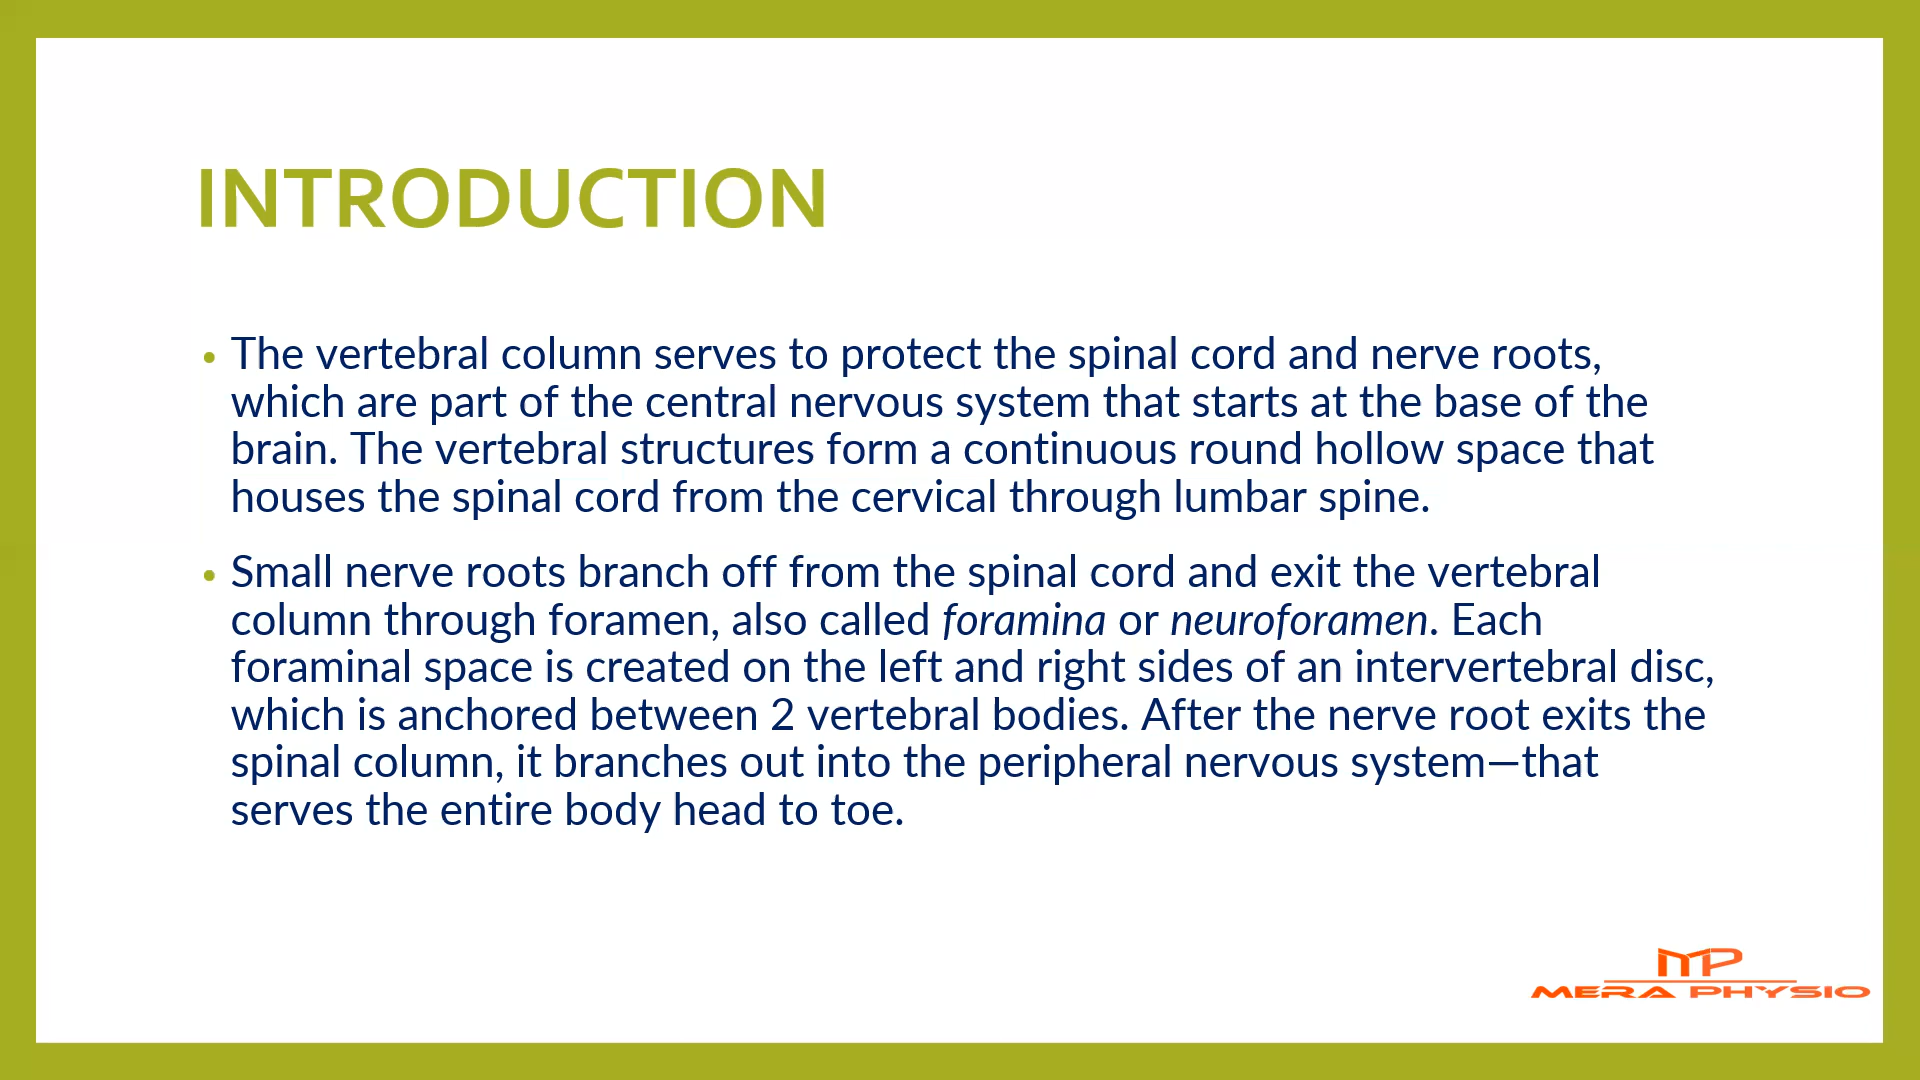 INTRODUCTION
• The vertebral column serves to protect the spinal cord and nerve roots,
which are part of the central nervous system that starts at the base of the
brain. The vertebral structures form a continuous round hollow space that
houses the spinal cord from the cervical through lumbar spine.
• Small nerve roots branch off from the spinal cord and exit the vertebral
column through foramen, also called foramina or neuroforamen. Each
foraminal space is created on the left and right sides of an intervertebral disc,
which is anchored between 2 vertebral bodies. After the nerve root exits the
spinal column, it branches out into the peripheral nervous system—that
serves the entire body head to toe.
MP
MERA PHYSIO